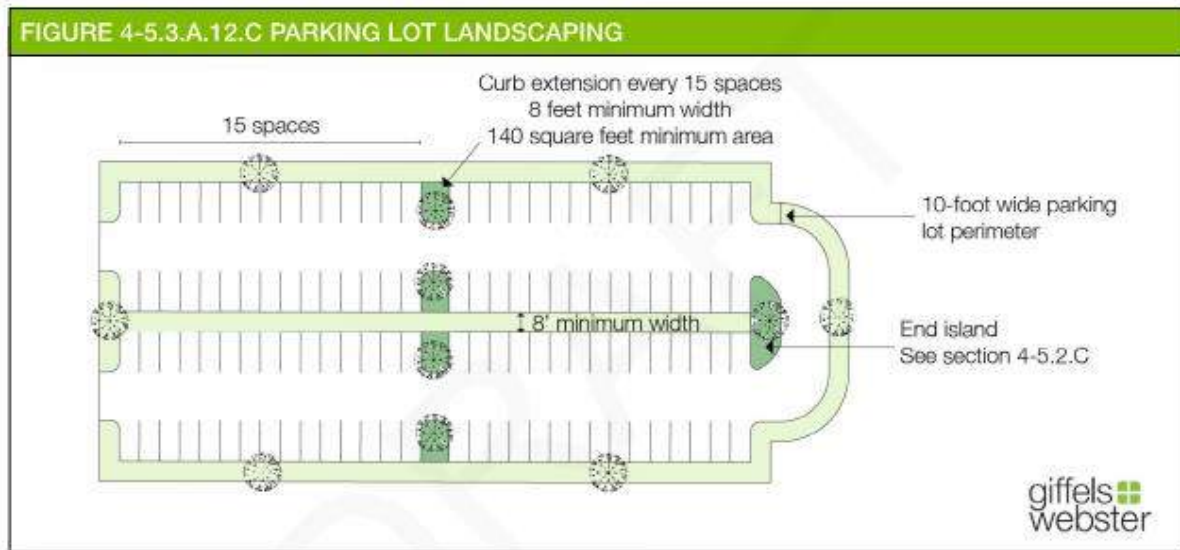 FIGURE 4-5.3.A.12.C PARKING LOT LANDSCAPING
Curb extension every 15 spaces
8 feet minimum width
140 square feet minimum area
15 spaces
10-foot wide parking
lot perimeter
8' minimum width
End island
See section 4-5.2.C
giffels
webster